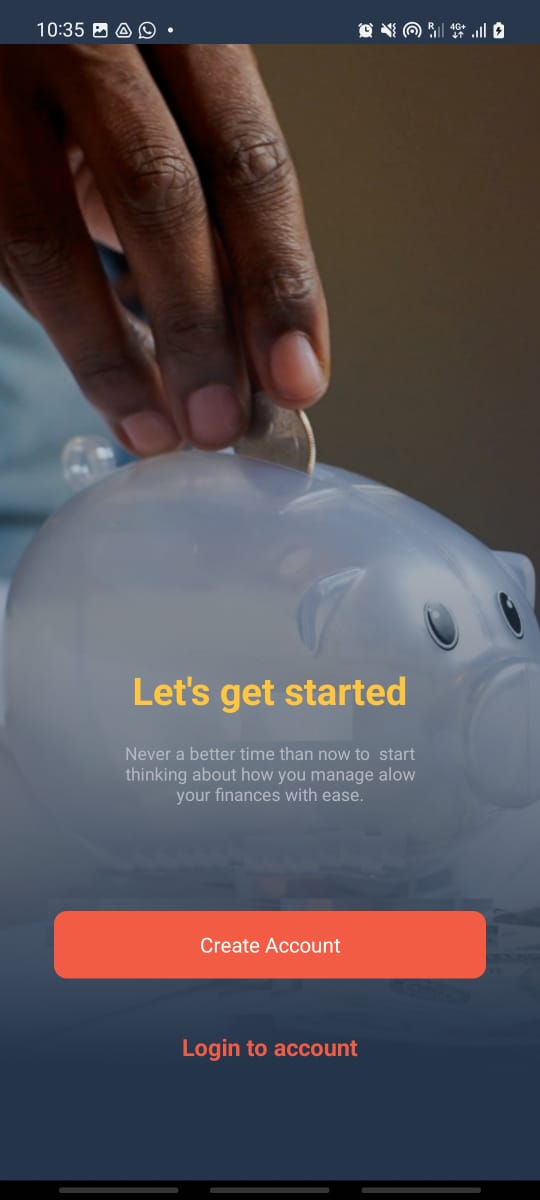 10:35
R
4G+
Let's get started
Never a better time than now to  start
thinking about how you manage alow
your finances with ease.
Create Account
Login to account